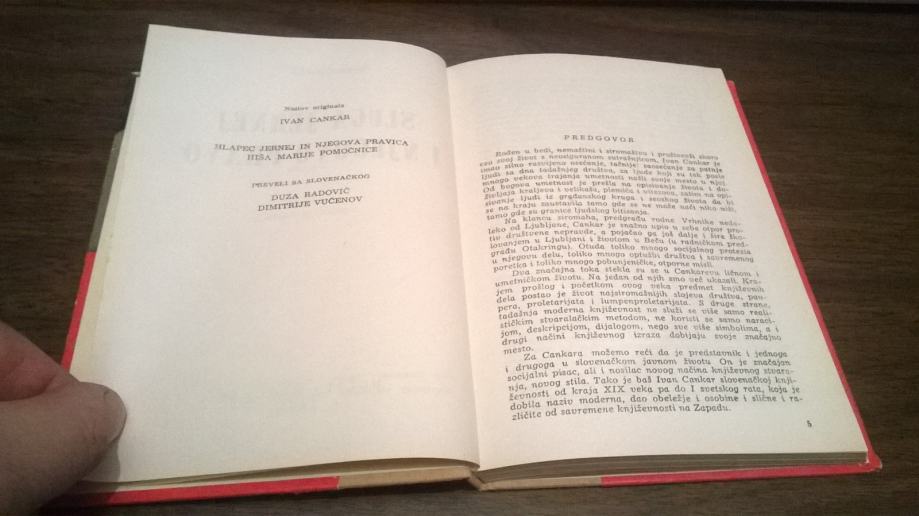 Naslov originala
IVAN CANKAR
HLAPEC JERNEJ IN NJEGOVA PRAVICA
HIŠA MARIJE POMOČNICE
PREVELI SA SLOVENAČKOG
DUZA RADOVIĆ
DIMITRIJE VUČENOV
PREDGOVOR
Rođen u bedi, nemaštini i siromaštvu i proživevši skoro
ceo svoj život s neosiguranom sutrašnjicom, Ivan Cankar je
imao silno razvijeno osećanje, tačnije: saosećanje za patnje
ljudi sa dna tadašnjeg društva, za ljude koji su tek posle
mnogo vekova trajanja umetnosti našli svoje mesto u njoj.
Od bogova umetnost je prešla na opisivanje života i do-
življaja kraljeva i velikaša, plemića i vitezova, zatim na opi-
sivanje ljudi iz građanskog kruga i seoskog života da bi
se na kraju zaustavila tamo gde se ne može naći niko niži,
tamo gde su granice ljudskog bitisanja.
Na klancu siromaha, predgrađu rodne Vrhnike neda-
leko od Ljubljane, Cankar je snažno upio u sebe otpor pro-
tiv društvene nepravde, a pojačao ga još dalje i šire ško-
lovanjem u Ljubljani i životom u Beču (u radničkom pred-
građu Otakringu). Otuda toliko mnogo socijalnog protesta
u njegovu delu, toliko mnogo optužbi društva i savremenog
poretka i toliko mnogo pobunjeničke, otporne misli.
Dva značajna toka stekla su se u Cankarevu ličnom i
umetničkom životu. Na jedan od njih smo već ukazali. Kra-
jem prošlog i početkom ovog veka predmet književnih
dela postao je život najsiromašnijih slojeva društva, pau-
pera, proletarijata i lumpenproletarijata. S druge strane,
tadašnja moderna književnost ne služi se više samo reali-
stičkim stvaralačkim metodom, ne koristi se samo naraci-
jom, deskripcijom, dijalogom, nego sve više simbolima, a i
drugi načini književnog izraza dobijaju svoje značajno
mesto.
Za Cankara možemo reći da je predstavnik i jednoga
i drugoga u slovenačkom javnom životu On je značajan
socijalni pisac, ali i nosilac novog načina književnog stvara-
nja, novog stila. Tako je baš Ivan Cankar slovenačkoj knji-
ževnosti od kraja XIX veka pa do I svetskog rata, koja je
dobila naziv moderna, dao obeležje i osobine i slične i ra-
zličite od savremene književnosti na Zapadu.
5